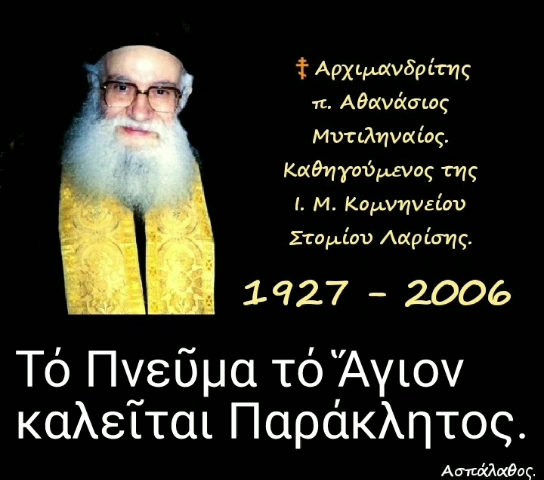 ‡ Αρχιμανδρίτης
π. Αθανάσιος
Μυτιληναίος.
Καθηγούμενος της
Ι. Μ. Κομνηνείου
Στομίου Λαρίσης.
1927 - 2006
Τό Πνεῦμα τό Ἅγιον
καλεῖται Παράκλητος.
Ασπάλαθος.